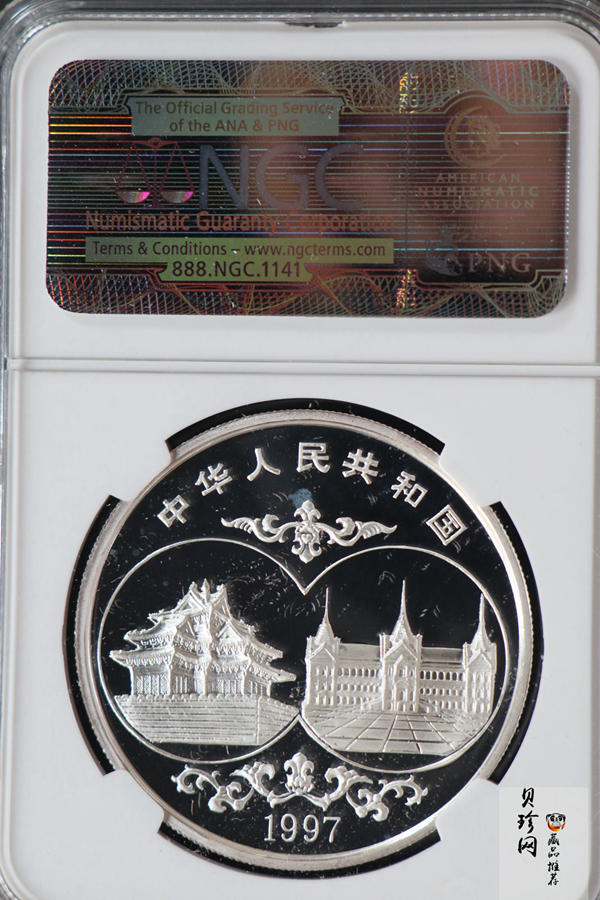 The Official Grading Service
of the ANA & PNG
NGC
Numismatic Guaranty Corporation
Terms & Conditions - www.ngcterms.com
888.NGC.1141
AMERICAN
NUMISMATIC
ASSOCIATION
PNG
中华人民共和国
1997
贝珍网
藏品推荐